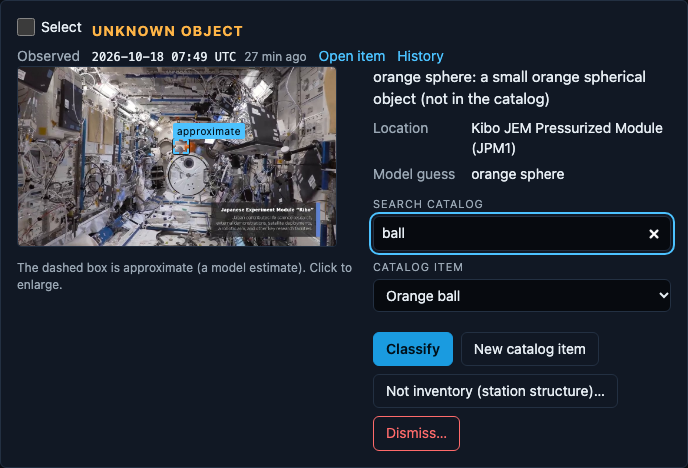 Select
UNKNOWN OBJECT
Observed 2026-10-18 07:49 UTC 27 min ago Open item History
approximate
Japanese Experiment Module "Kibo"
The dashed box is approximate (a model estimate). Click to
enlarge.
orange sphere: a small orange spherical
object (not in the catalog)
Location Kibo JEM Pressurized Module
(JPM1)
Model guess orange sphere
SEARCH CATALOG
ball
CATALOG ITEM
Orange ball
Classify
New catalog item
Not inventory (station structure)...
Dismiss...